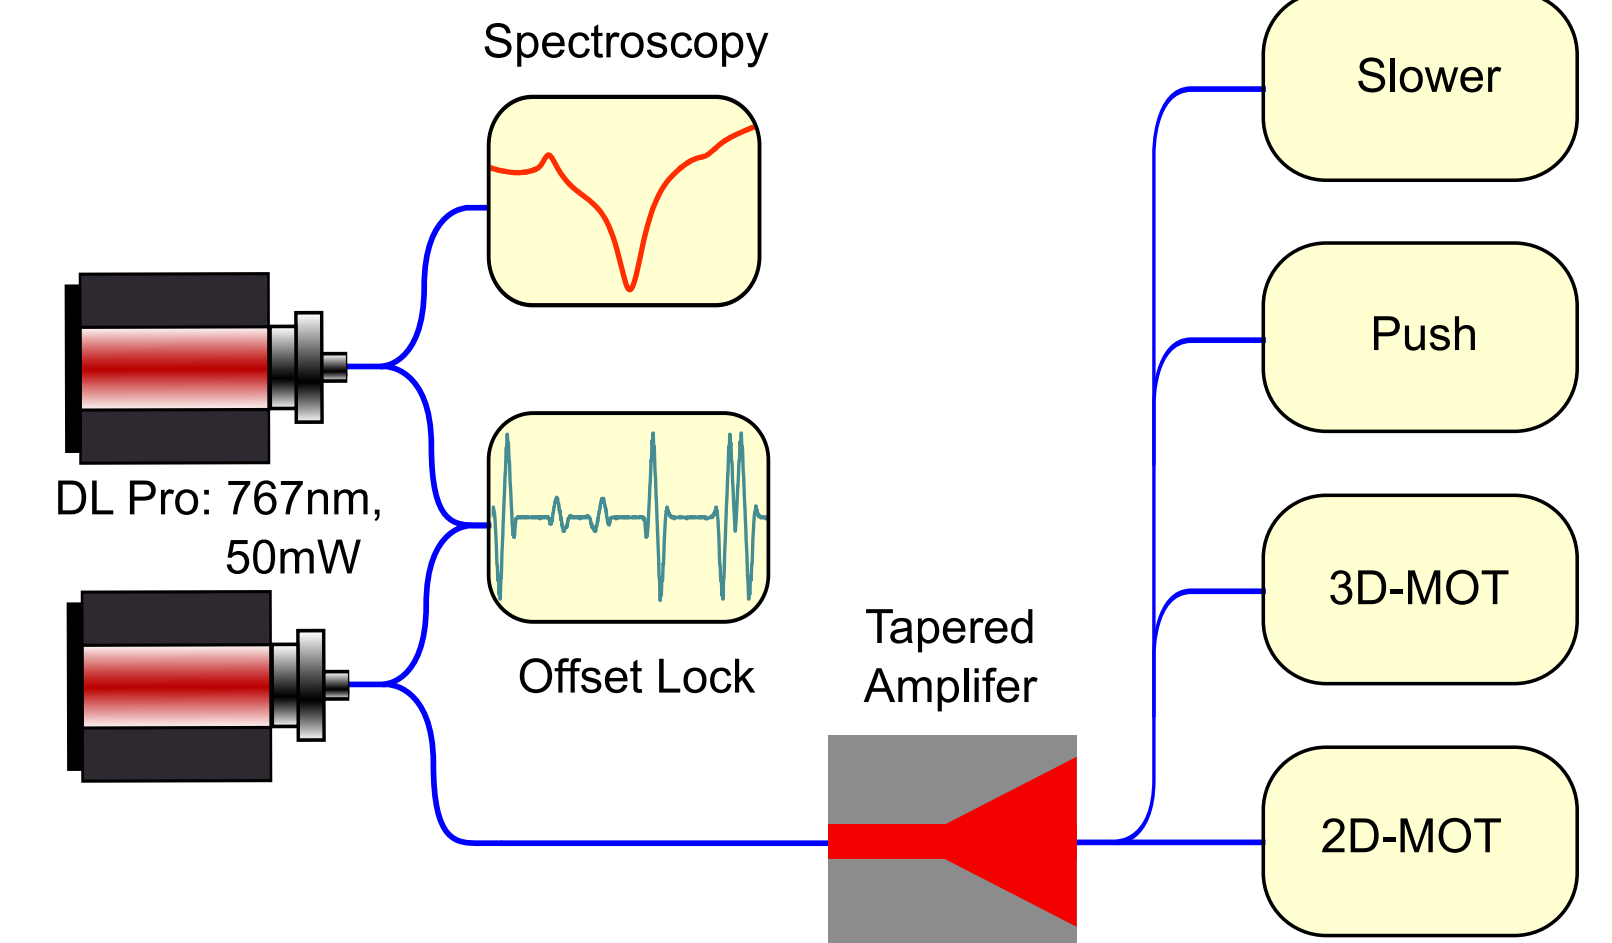 Spectroscopy
Slower
Push
DL Pro: 767nm,
50mW
3D-MOT
Tapered
Amplifer
Offset Lock
2D-MOT